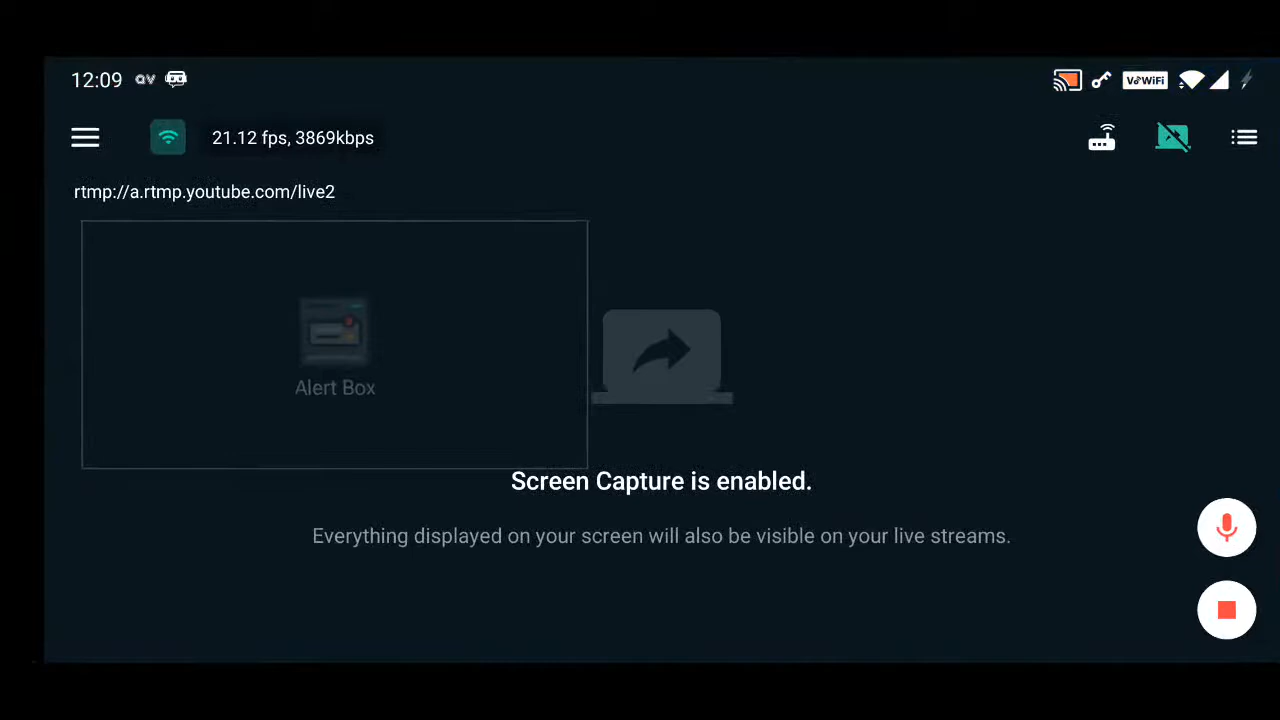 12:09
VoWiFi
21.12 fps, 3869kbps
rtmp://a.rtmp.youtube.com/live2
Alert Box
Screen Capture is enabled.
Everything displayed on your screen will also be visible on your live streams.